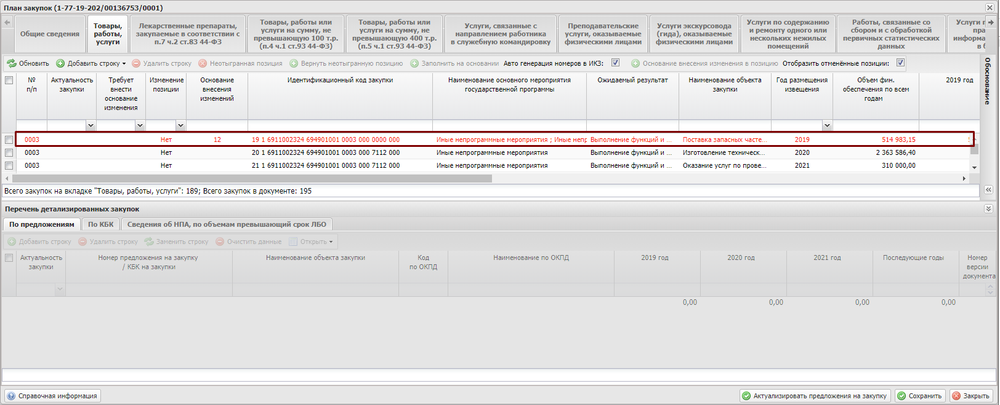 План закупок (1-77-19-202/00136753/0001)
Общие сведения
Товары,
работы,
услуги
Лекарственные препараты,
закупаемые в соответствии с
п.7 ч.2 ст.83 44-ФЗ
Товары, работы или
услуги на сумму, не
превышающую 100 т.р.
(п.4 ч.1 ст.93 44-ФЗ)
Товары, работы или
услуги на сумму, не
превышающую 400 т.р.
(п.5 ч.1 ст.93 44-ФЗ)
Услуги, связанные с
направлением работника
в служебную командировку
Преподавательские
услуги, оказываемые
физическими лицами
Услуги экскурсовода
(гида), оказываемые
физическими лицами
Услуги по содержанию
и ремонту одного или
нескольких нежилых
помещений
Работы, связанные со
сбором и с обработкой
первичных статистических
данных
Услуги п
пра
информа
в б
Обновить Добавить строку Удалить строку Неотыгранная позиция Вернуть неотыгранную позицию Заполнить на основании Авто генерация номеров в ИКЗ: Основание внесения изменения в позицию Отобразить отменённые позиции:
Обоснование
№
п/п
Актуальность
закупки
Требует
внести
основание
изменения
Изменение
позиции
Основание
внесения
изменений
Идентификационный код закупки
Наименование основного мероприятия
государственной программы
Ожидаемый результат
Наименование объекта
закупки
Год размещения
извещения
Объем фин.
обеспечения по всем
годам
2019 год
0003 Нет 12 19 1 6911002324 694901001 0003 000 0000 000 Иные непрограммные мероприятия ; Иные непр Выполнение функций и ... Поставка запасных часте... 2019 514 983,15
0003 Нет 20 1 6911002324 694901001 0003 000 7112 000 Иные непрограммные мероприятия Выполнение функций и ... Изготовление техническ... 2020 2 363 586,40
0003 Нет 21 1 6911002324 694901001 0003 000 7112 000 Иные непрограммные мероприятия Выполнение функций и ... Оказание услуг по прове... 2021 310 000,00
Всего закупок на вкладке "Товары, работы, услуги": 189; Всего закупок в документе: 195
Перечень детализированных закупок
По предложениям По КБК Сведения об НПА, по объемам превышающий срок ЛБО
Добавить строку Удалить строку Заменить строку Очистить данные Открыть
Актуальность
закупки
Номер предложения на закупку
/ КБК на закупки
Наименование объекта закупки
Код
по ОКПД
Наименование по ОКПД
2019 год
2020 год
2021 год
Последующие годы
Номер
версии
документа
0,00 0,00 0,00 0,00
Справочная информация Актуализировать предложения на закупку Сохранить Закрыть